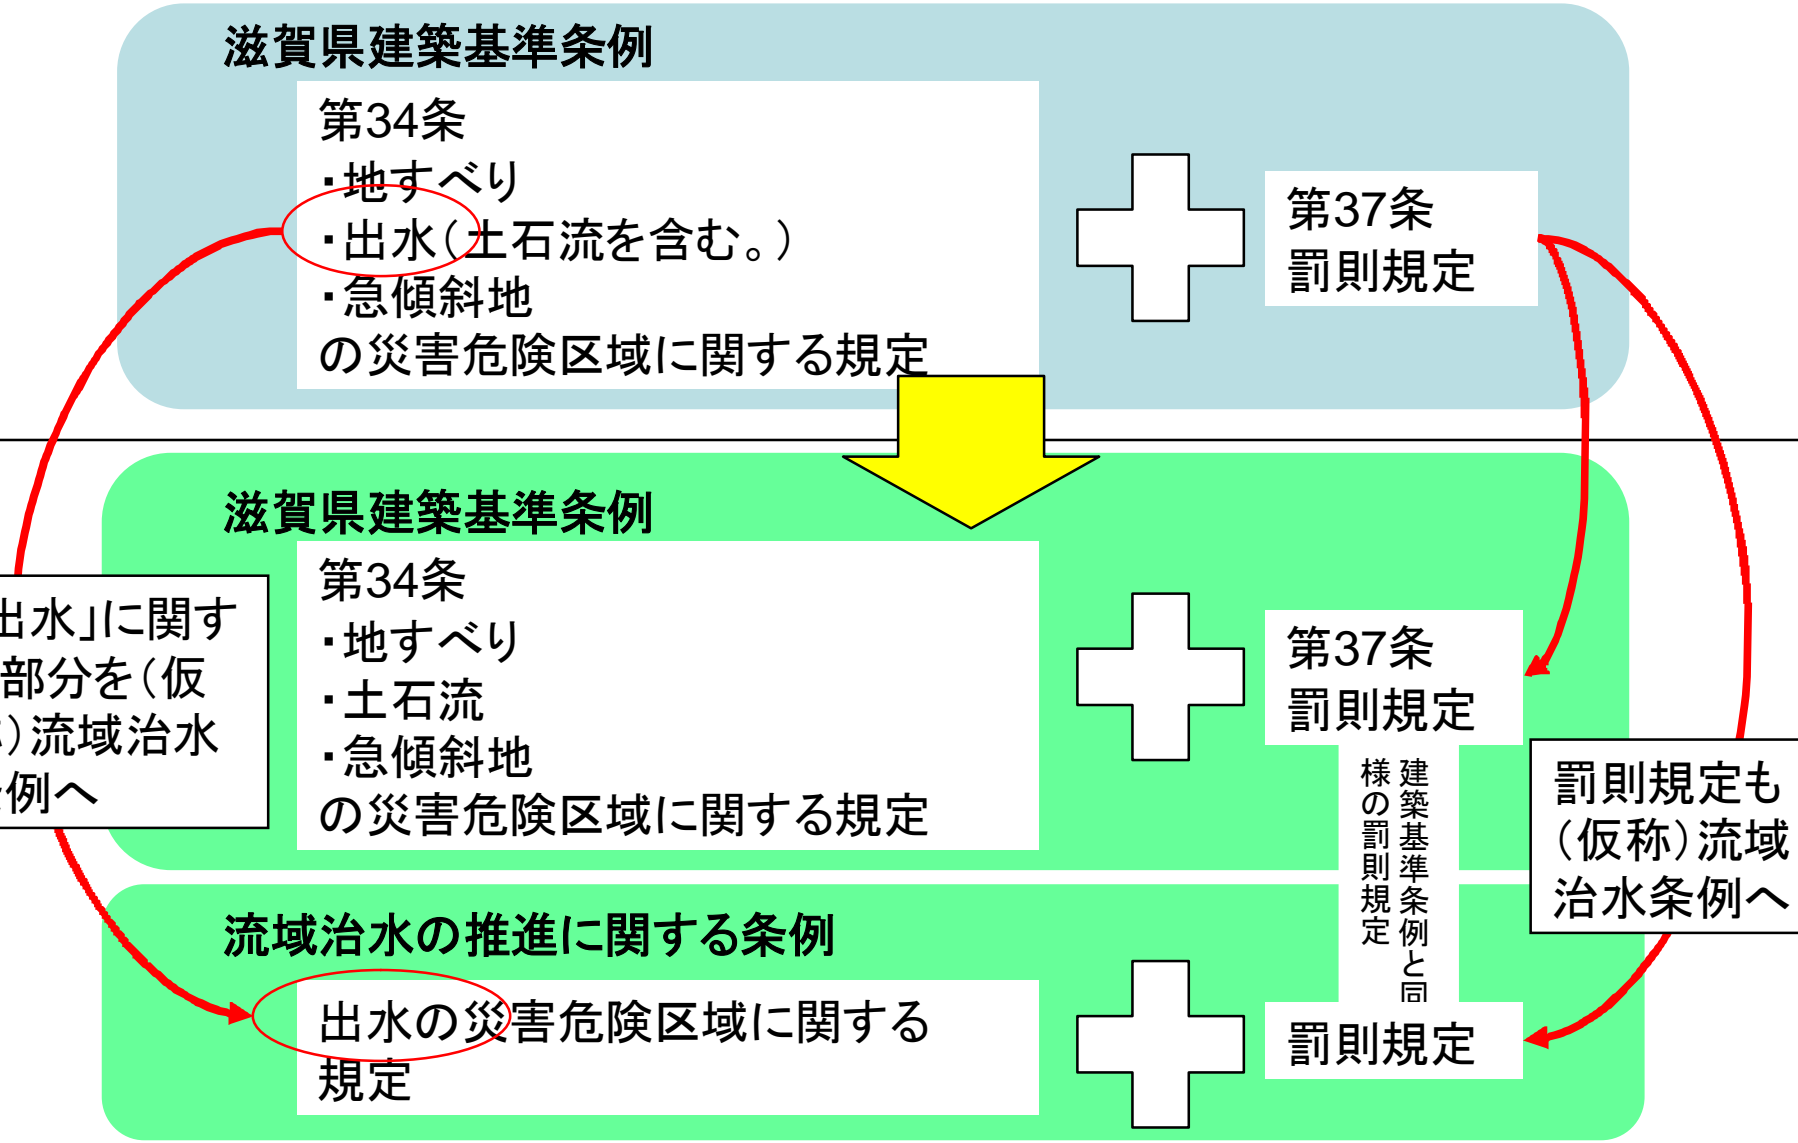 滋賀県建築基準条例
第34条
・地すべり
・出水（土石流を含む。）
・急傾斜地
の災害危険区域に関する規定
第37条
罰則規定
滋賀県建築基準条例
第34条
・地すべり
・土石流
・急傾斜地
の災害危険区域に関する規定
第37条
罰則規定
出水」に関す
部分を（仮
）流域治水
例へ
建築基準条例と同
様の罰則規定
罰則規定も
（仮称）流域
治水条例へ
流域治水の推進に関する条例
出水の災害危険区域に関する
規定
罰則規定